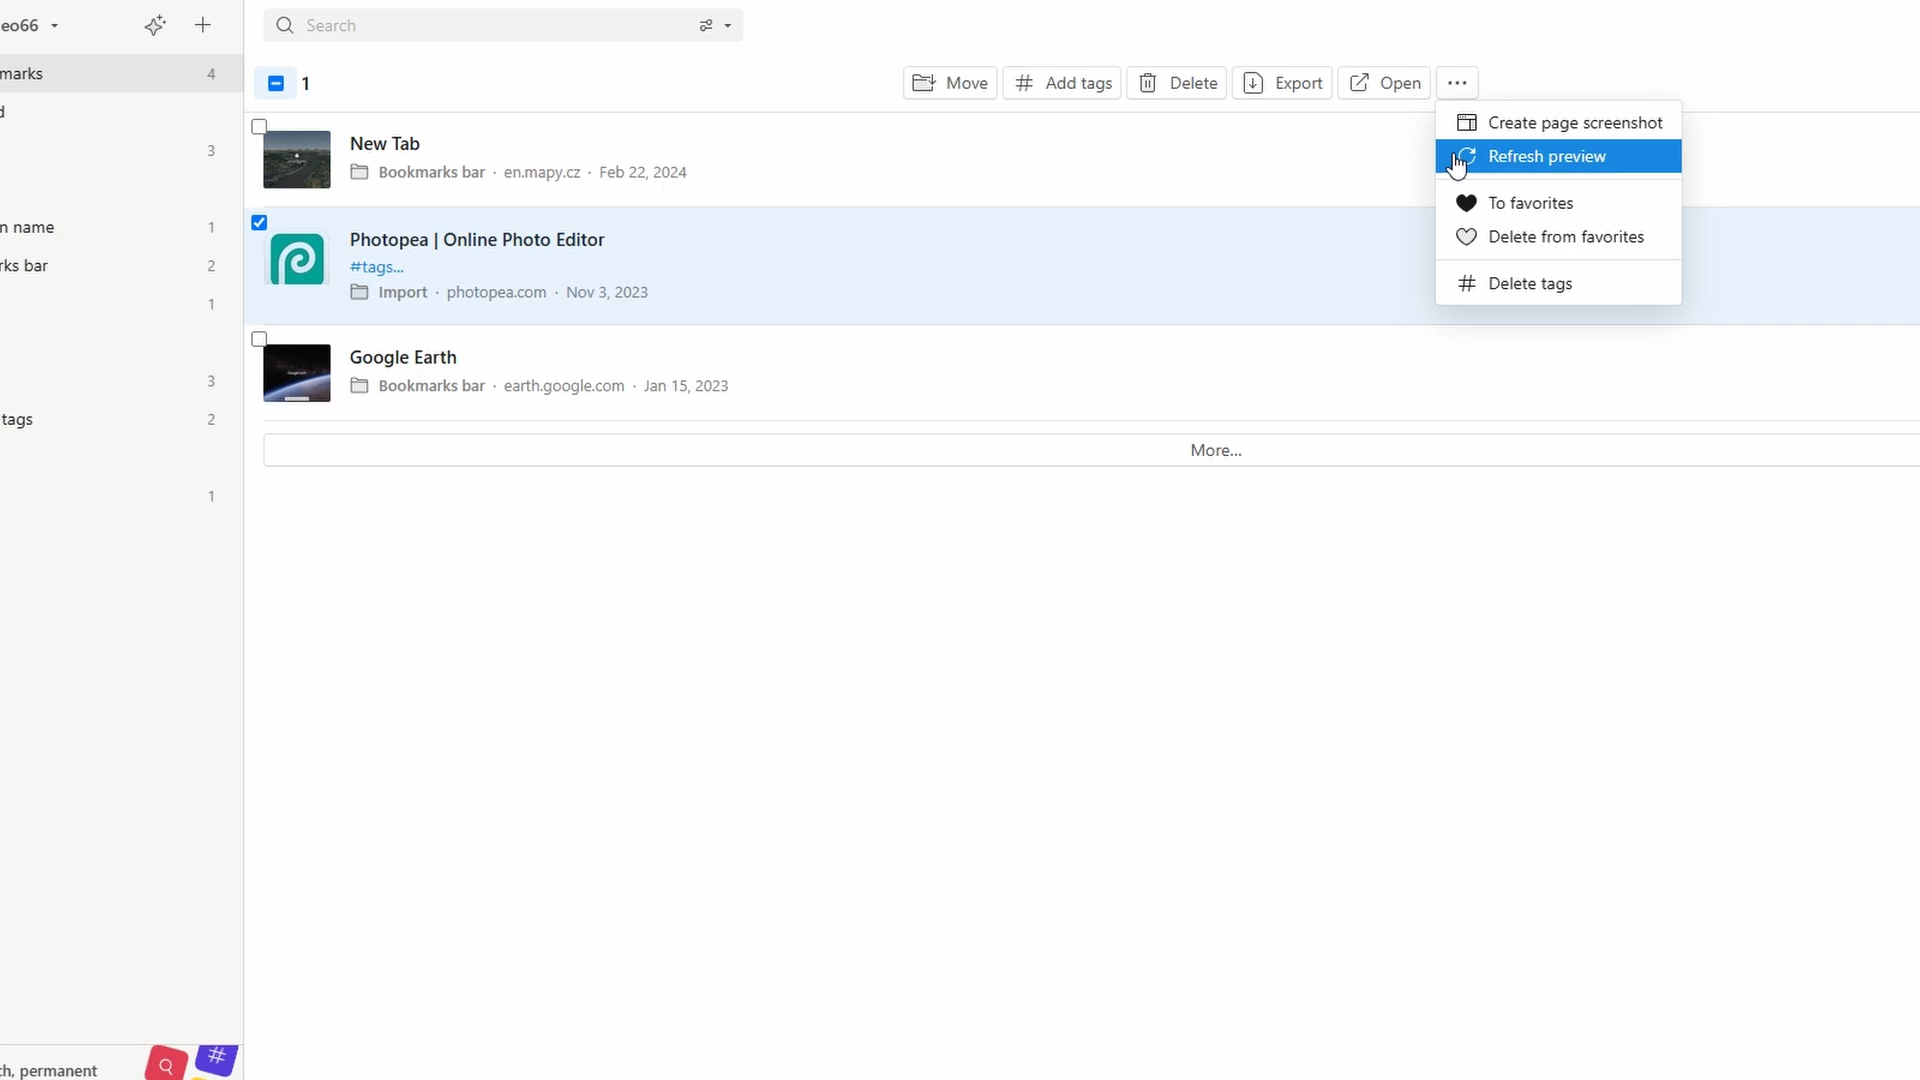 eo66
Search
marks 4
d
3
n name 1
rks bar 2
1
3
tags 2
1
ch, permanent
1
Move
Add tags
Delete
Export
Open
Create page screenshot
Refresh preview
To favorites
Delete from favorites
Delete tags
New Tab
Bookmarks bar · en.mapy.cz · Feb 22, 2024
Photopea | Online Photo Editor
#tags...
Import · photopea.com · Nov 3, 2023
Google Earth
Bookmarks bar · earth.google.com · Jan 15, 2023
More...